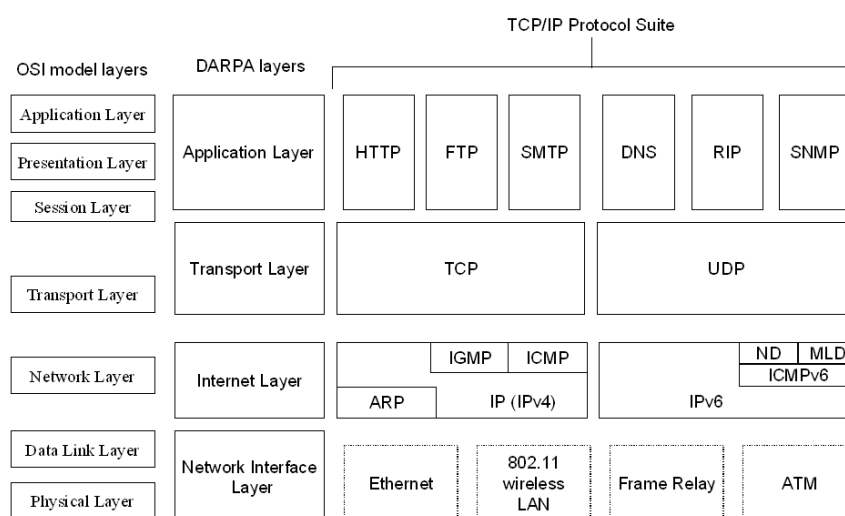 TCP/IP Protocol Suite
OSI model layers
DARPA layers
Application Layer
Presentation Layer
Session Layer
Application Layer
HTTP
FTP
SMTP
DNS
RIP
SNMP
Transport Layer
Transport Layer
TCP
UDP
Network Layer
Internet Layer
IGMP
ICMP
ARP
IP (IPv4)
ND
MLD
ICMPv6
IPv6
Data Link Layer
Physical Layer
Network Interface
Layer
Ethernet
802.11
wireless
LAN
Frame Relay
ATM